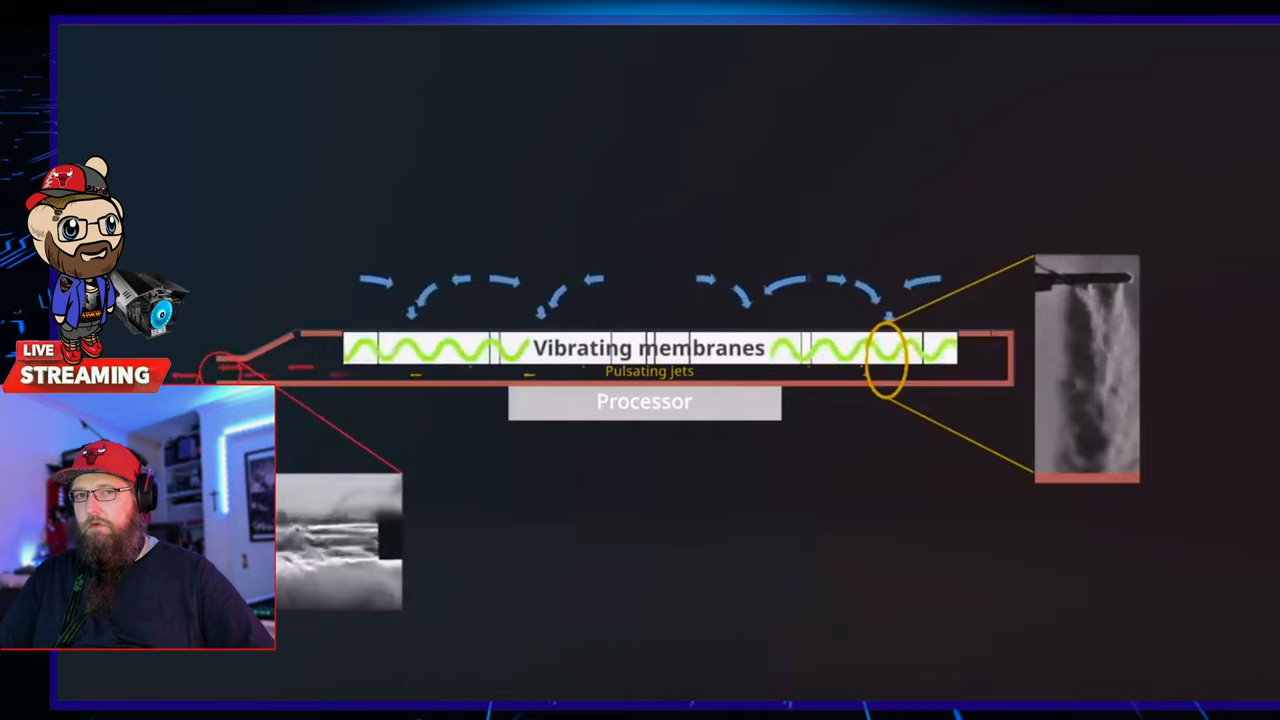 Vibrating membranes
Pulsating jets
Processor
LIVE
STREAMING